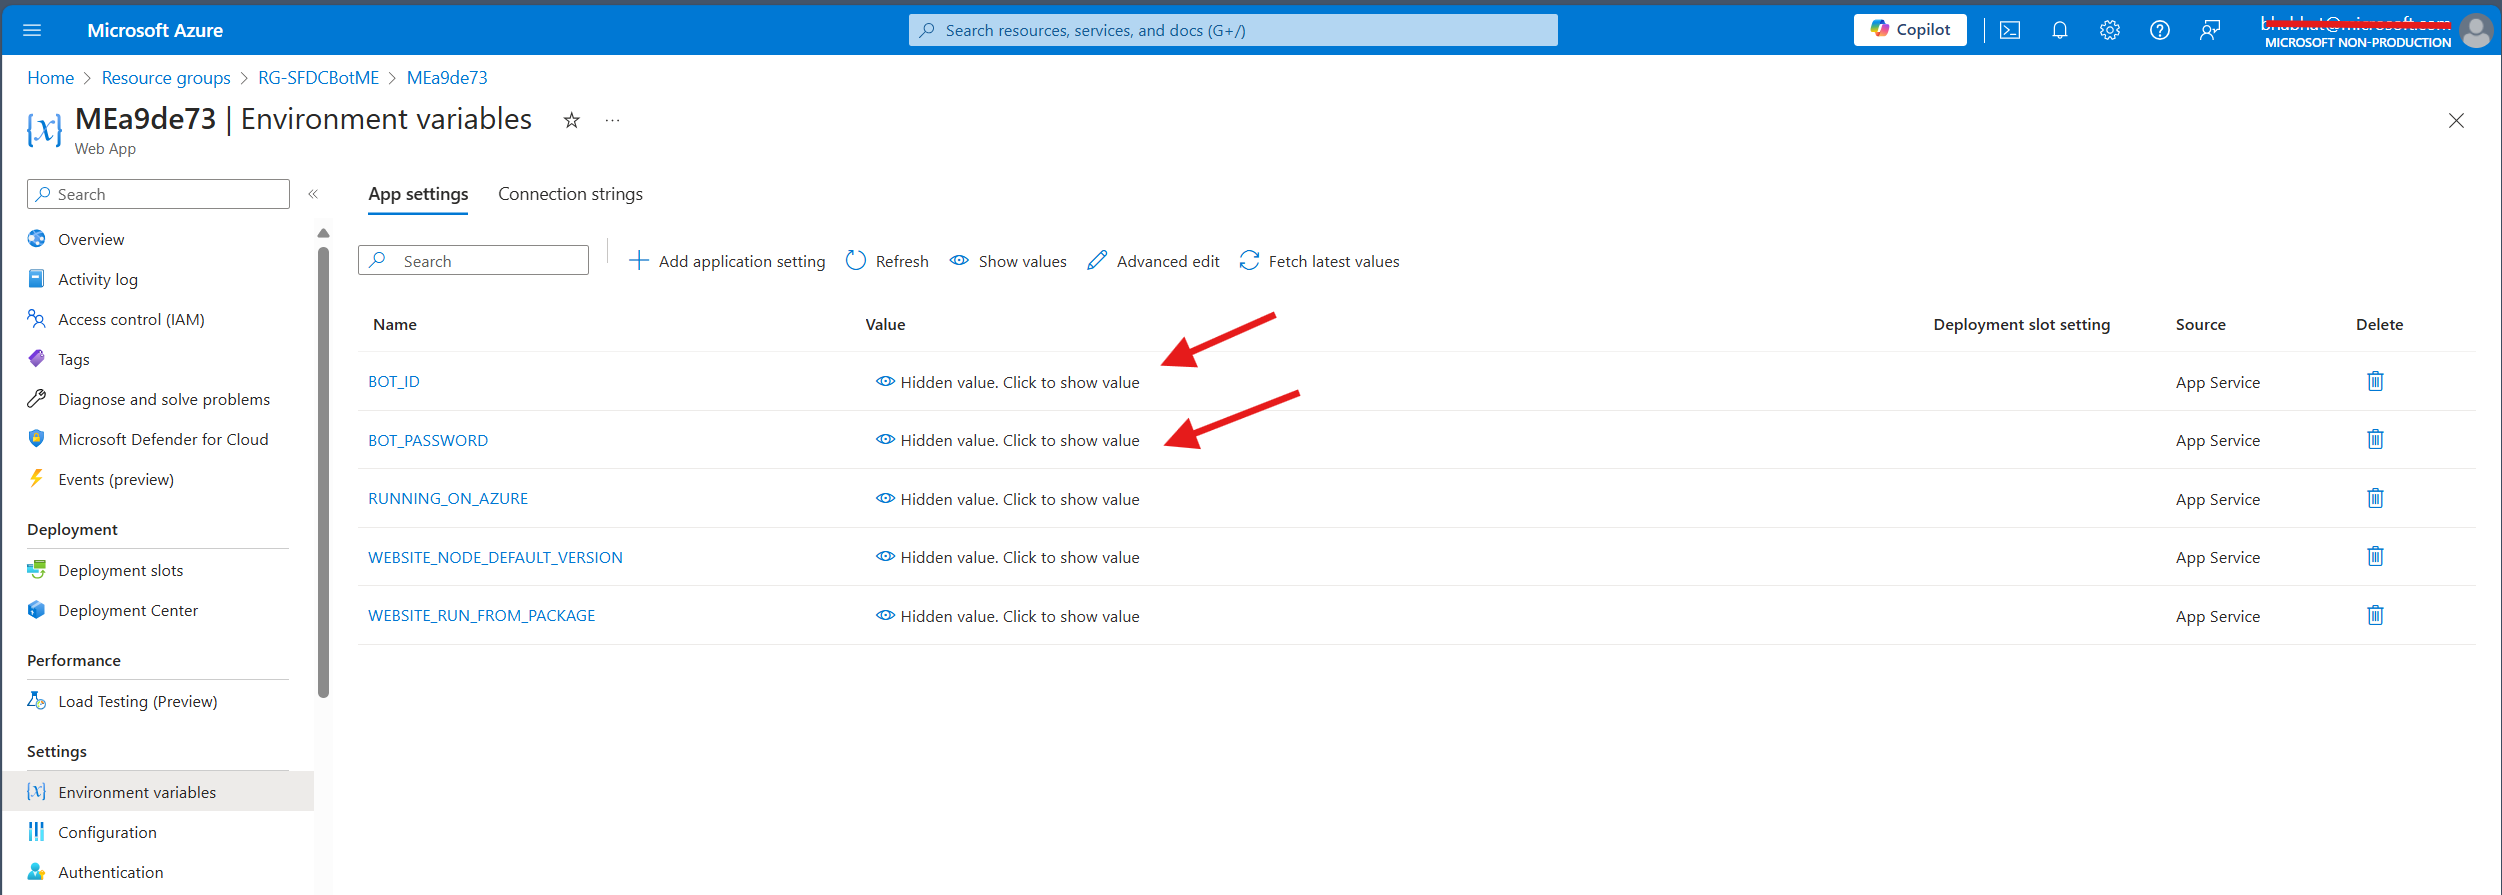 Microsoft Azure
Search resources, services, and docs (G+/)
Copilot
MICROSOFT NON-PRODUCTION
Home > Resource groups > RG-SFDCBotME > MEa9de73
MEa9de73 | Environment variables
Web App
Search
Overview
Activity log
Access control (IAM)
Tags
Diagnose and solve problems
Microsoft Defender for Cloud
Events (preview)
Deployment
Deployment slots
Deployment Center
Performance
Load Testing (Preview)
Settings
Environment variables
Configuration
Authentication
App settings Connection strings
Search Add application setting Refresh Show values Advanced edit Fetch latest values
Name Value Deployment slot setting Source Delete
BOT_ID Hidden value. Click to show value App Service
BOT_PASSWORD Hidden value. Click to show value App Service
RUNNING_ON_AZURE Hidden value. Click to show value App Service
WEBSITE_NODE_DEFAULT_VERSION Hidden value. Click to show value App Service
WEBSITE_RUN_FROM_PACKAGE Hidden value. Click to show value App Service